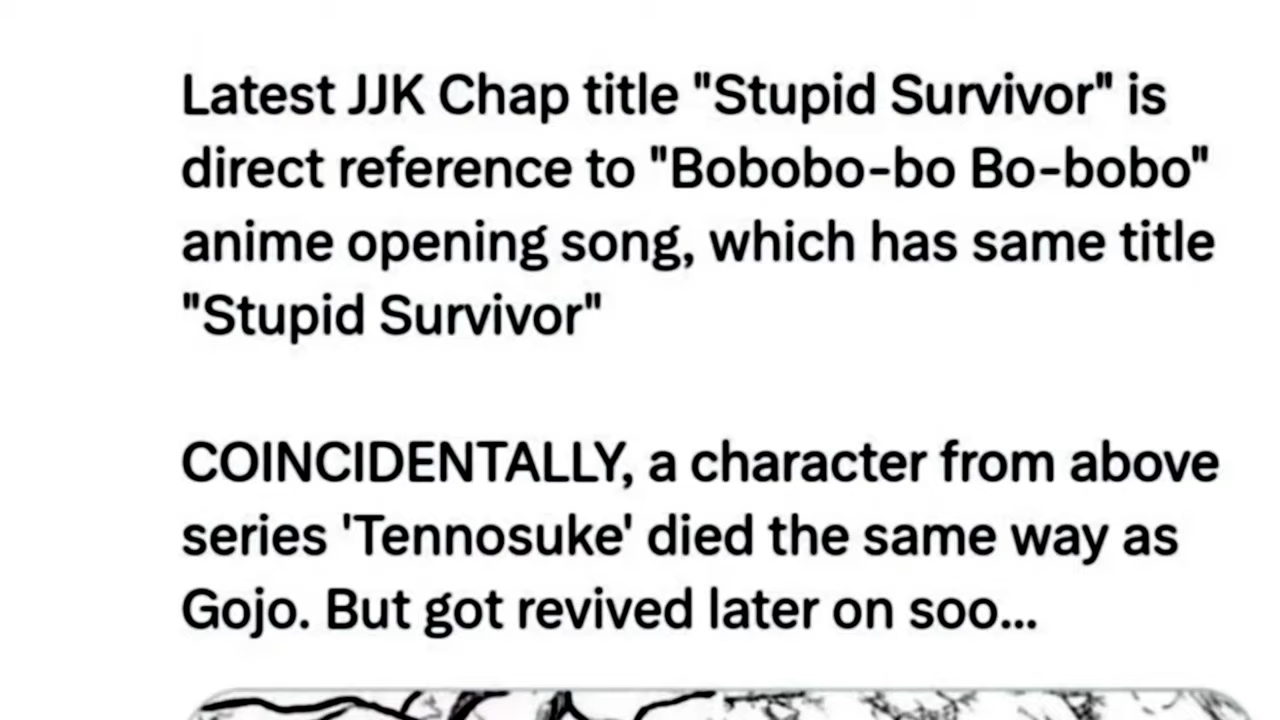 Latest JJK Chap title "Stupid Survivor" is
direct reference to "Bobobo-bo Bo-bobo"
anime opening song, which has same title
"Stupid Survivor"
COINCIDENTALLY, a character from above
series 'Tennosuke' died the same way as
Gojo. But got revived later on soo...